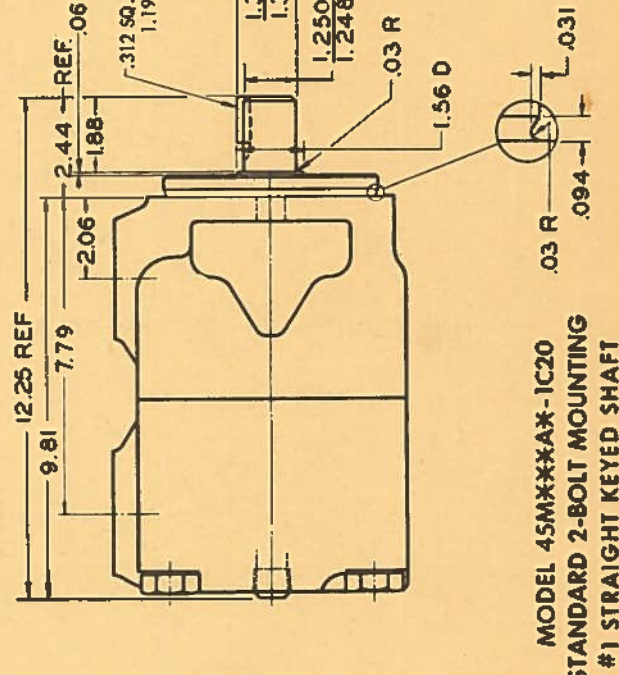 12.25 REF
9.81
7.79
2.06
2.44 REF.
1.88
.06
.312 SQ.
1.19
1.250
1.248
.03 R
1.56 D
.031
.03 R
.094
MODEL 45M***A*-1C20
STANDARD 2-BOLT MOUNTING
#1 STRAIGHT KEYED SHAFT